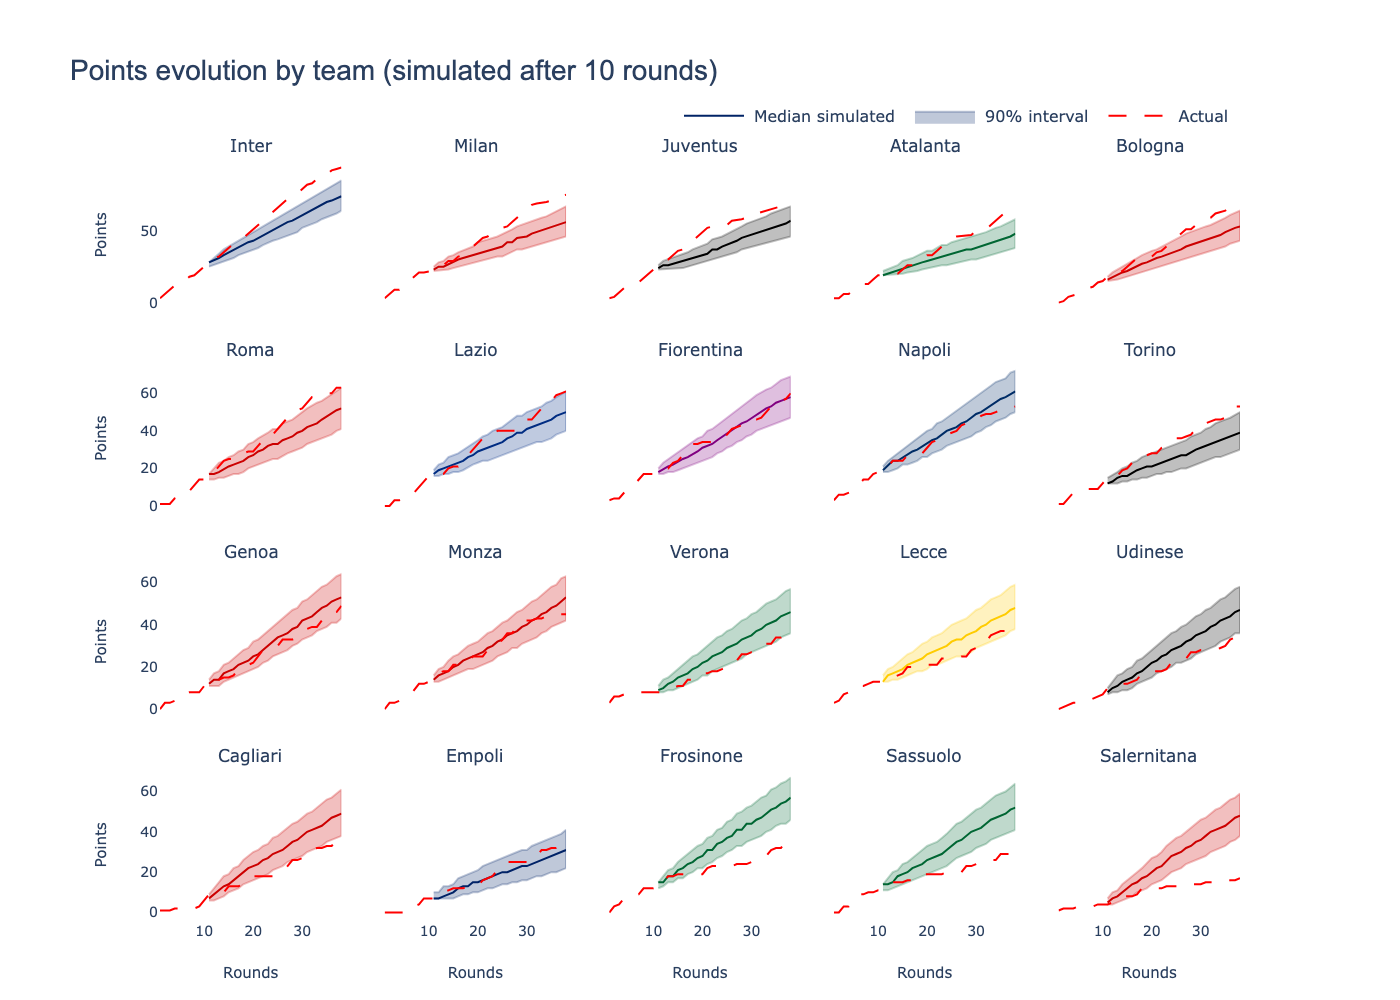 Points evolution by team (simulated after 10 rounds)
Median simulated 90% interval Actual
Inter Milan Juventus Atalanta Bologna
Points
50
0
Roma Lazio Fiorentina Napoli Torino
Points
60
40
20
0
Genoa Monza Verona Lecce Udinese
Points
60
40
20
0
Cagliari Empoli Frosinone Sassuolo Salernitana
Points
60
40
20
0
10 20 30 10 20 30 10 20 30 10 20 30 10 20 30
Rounds Rounds Rounds Rounds Rounds